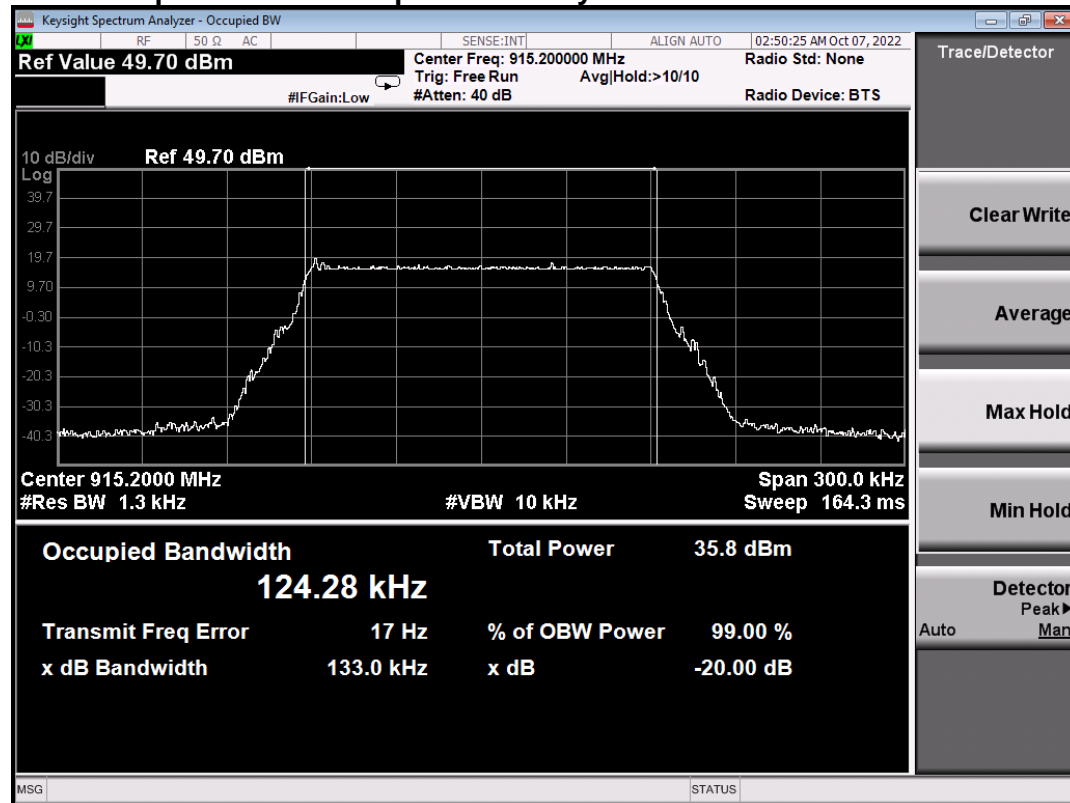 Keysight Spectrum Analyzer - Occupied BW
LXI RF 50 Ω AC SENSE:INT ALIGN AUTO 02:50:25 AM Oct 07, 2022
Ref Value 49.70 dBm Center Freq: 915.200000 MHz Radio Std: None
Trig: Free Run Avg|Hold:>10/10
#IFGain:Low #Atten: 40 dB Radio Device: BTS
10 dB/div Ref 49.70 dBm
Log
39.7
29.7
19.7
9.70
-0.30
-10.3
-20.3
-30.3
-40.3
Center 915.2000 MHz Span 300.0 kHz
#Res BW 1.3 kHz #VBW 10 kHz Sweep 164.3 ms
Occupied Bandwidth Total Power 35.8 dBm
124.28 kHz
Transmit Freq Error 17 Hz % of OBW Power 99.00 %
x dB Bandwidth 133.0 kHz x dB -20.00 dB
MSG STATUS
Trace/Detector
Clear Write
Average
Max Hold
Min Hold
Detector
Peak▶
Auto Man